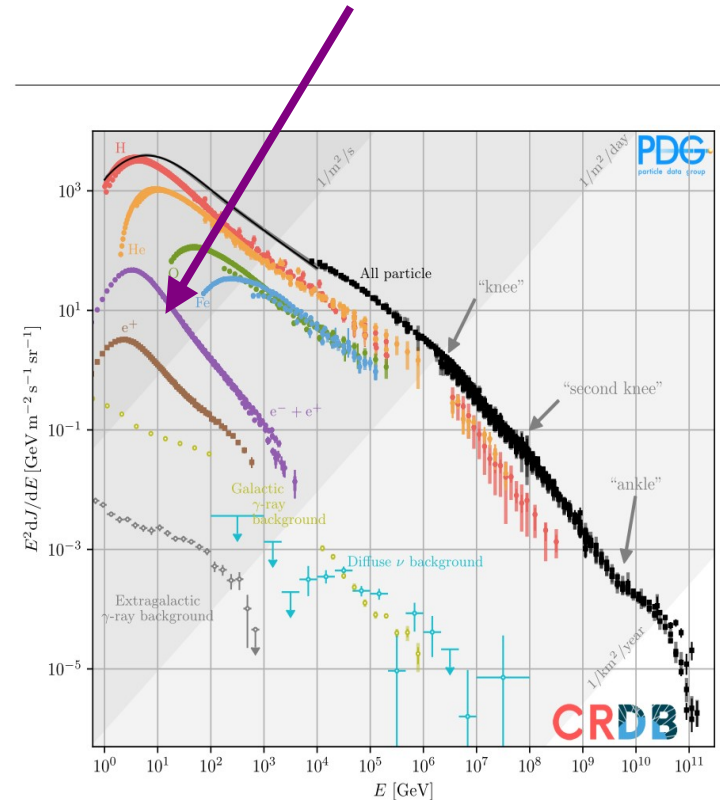 PDG
particle data group
H
1/m²/s
1/m²/day
10³
He
O
All particle
“knee”
Fe
10¹
e⁺
“second knee”
e⁻ + e⁺
10⁻¹
“ankle”
Galactic
γ-ray
background
10⁻³
Diffuse ν background
Extragalactic
γ-ray background
1/km²/year
10⁻⁵
CRDB
E²dJ/dE [GeV m⁻² s⁻¹ sr⁻¹]
10⁰ 10¹ 10² 10³ 10⁴ 10⁵ 10⁶ 10⁷ 10⁸ 10⁹ 10¹⁰ 10¹¹
E [GeV]